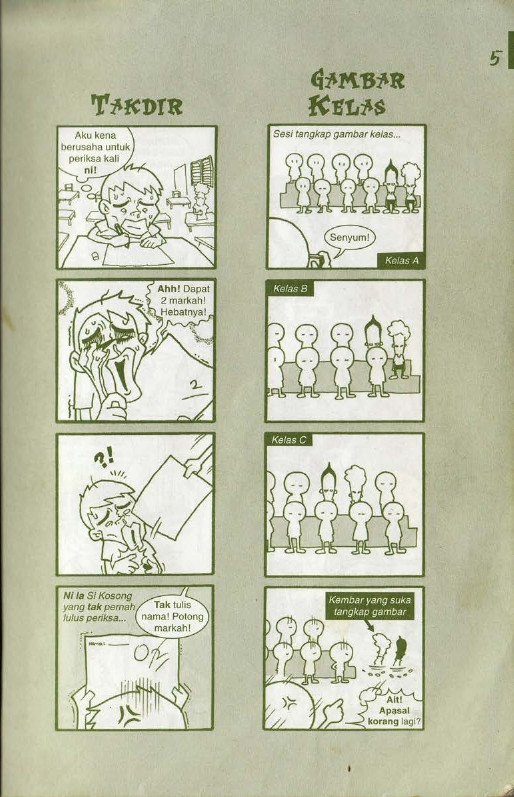 5
TAKDIR
Aku kena
berusaha untuk
periksa kali
ni!
Ahh! Dapat
2 markah!
Hebatnya!
2
?!
Ni la Si Kosong
yang tak pernah
lulus periksa...
Tak tulis
nama! Potong
markah!
GAMBAR
KELAS
Sesi tangkap gambar kelas...
Senyum!
Kelas A
Kelas B
Kelas C
Kembar yang suka
tangkap gambar
Ait!
Apasal
korang lagi?